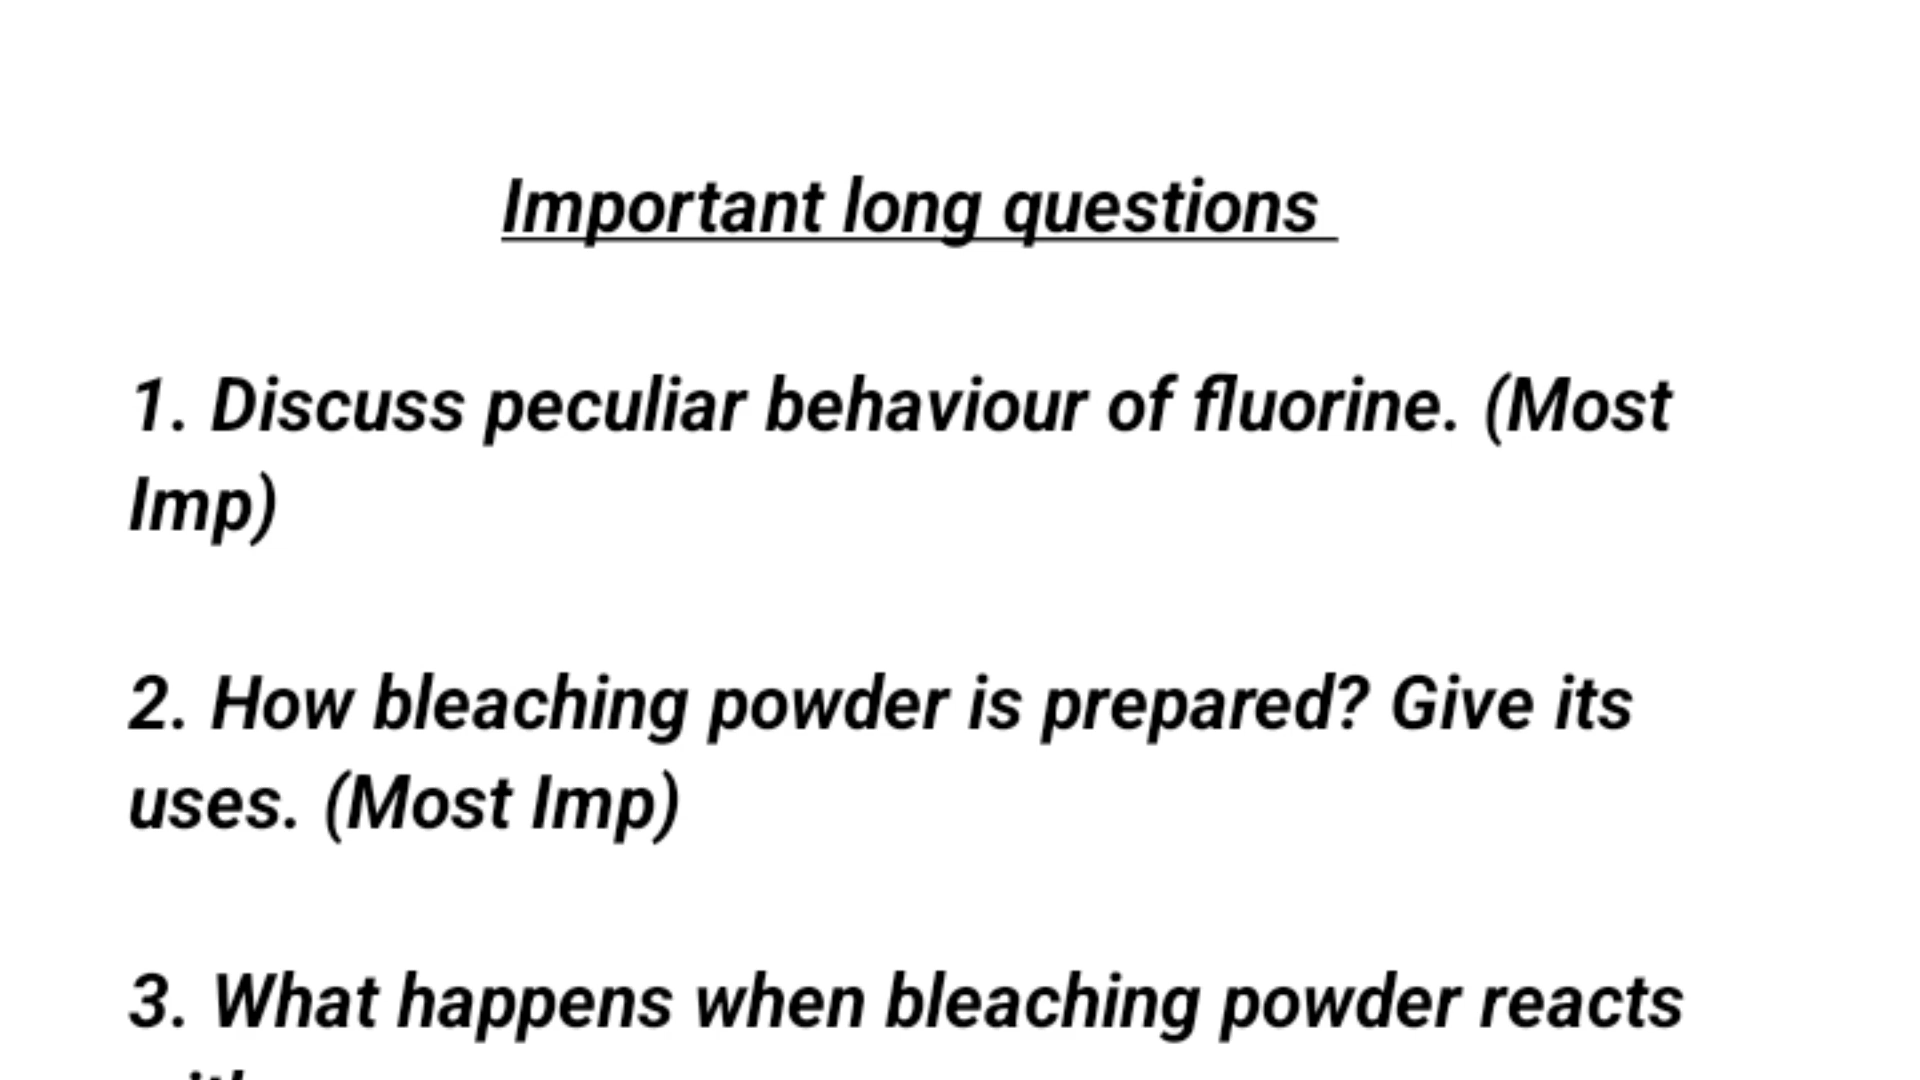 Important long questions
1. Discuss peculiar behaviour of fluorine. (Most
Imp)
2. How bleaching powder is prepared? Give its
uses. (Most Imp)
3. What happens when bleaching powder reacts